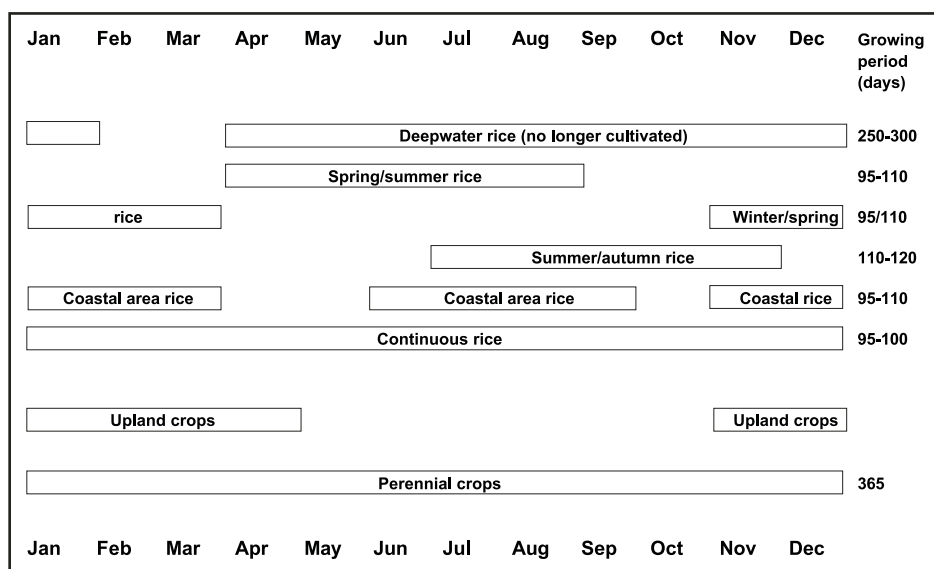 Jan Feb Mar Apr May Jun Jul Aug Sep Oct Nov Dec Growing
period
(days)
Deepwater rice (no longer cultivated) 250-300
Spring/summer rice 95-110
rice Winter/spring 95/110
Summer/autumn rice 110-120
Coastal area rice Coastal area rice Coastal rice 95-110
Continuous rice 95-100
Upland crops Upland crops
Perennial crops 365
Jan Feb Mar Apr May Jun Jul Aug Sep Oct Nov Dec